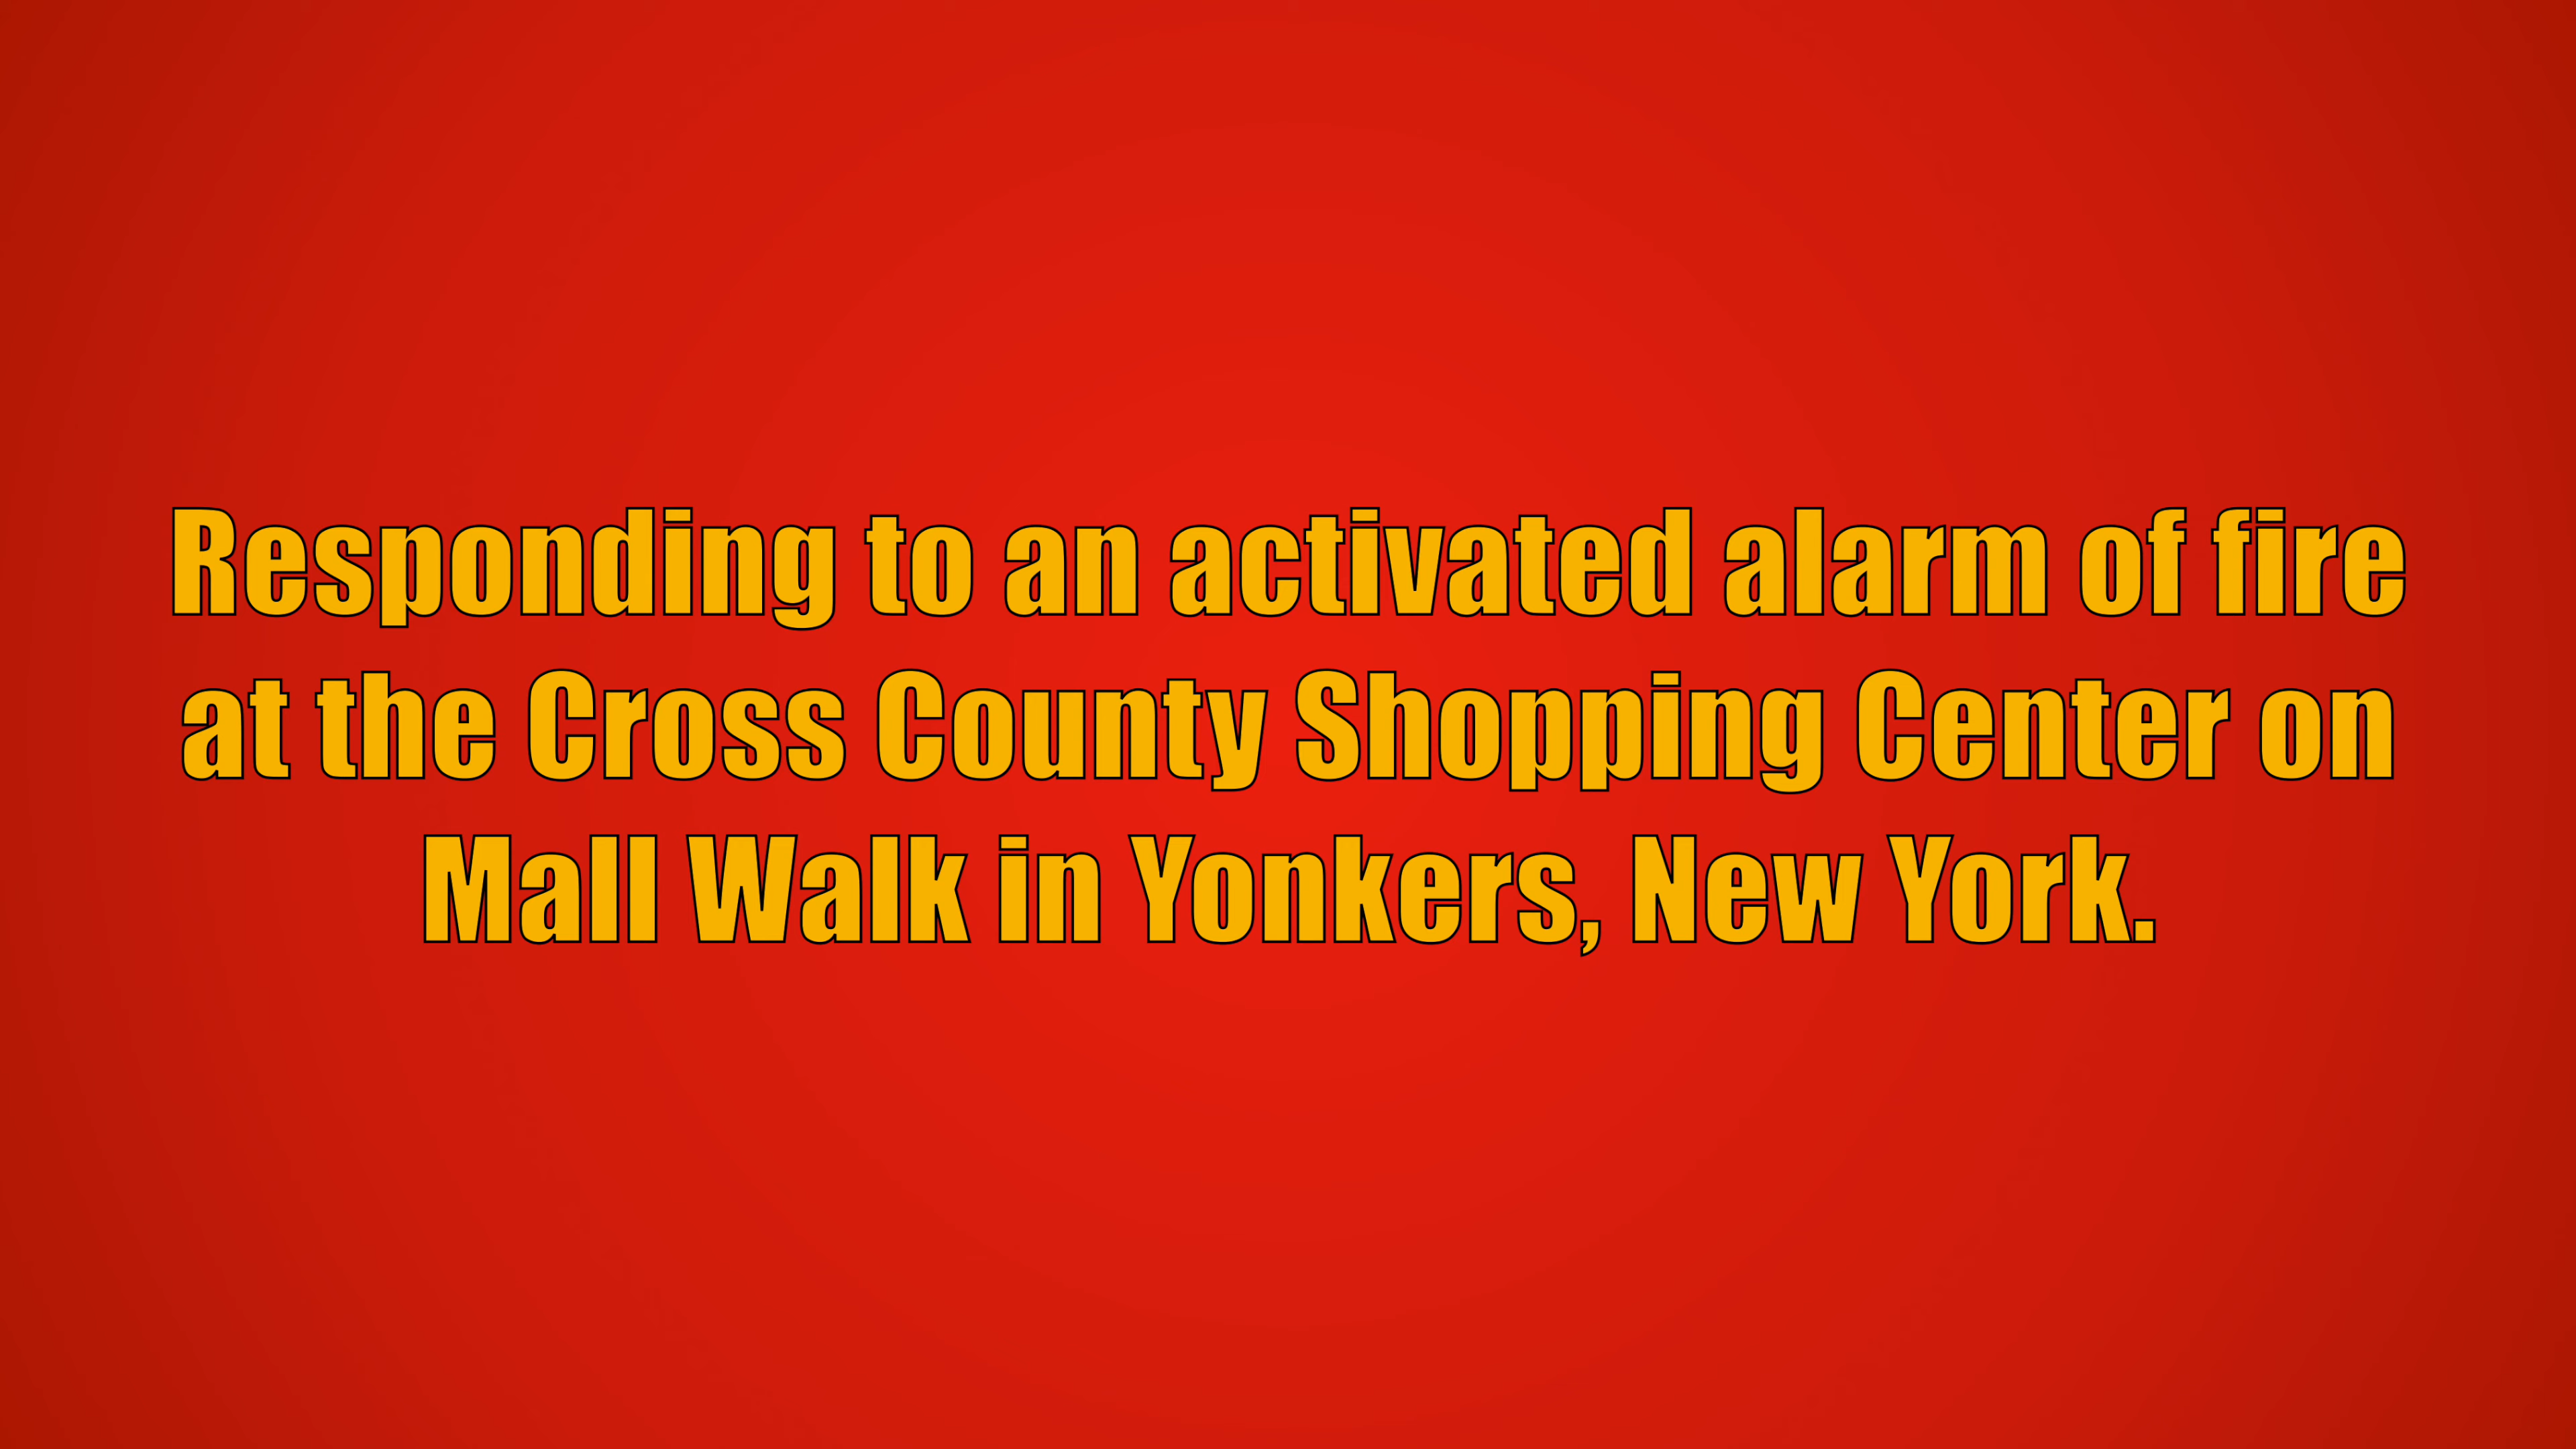 Responding to an activated alarm of fire
at the Cross County Shopping Center on
Mall Walk in Yonkers, New York.